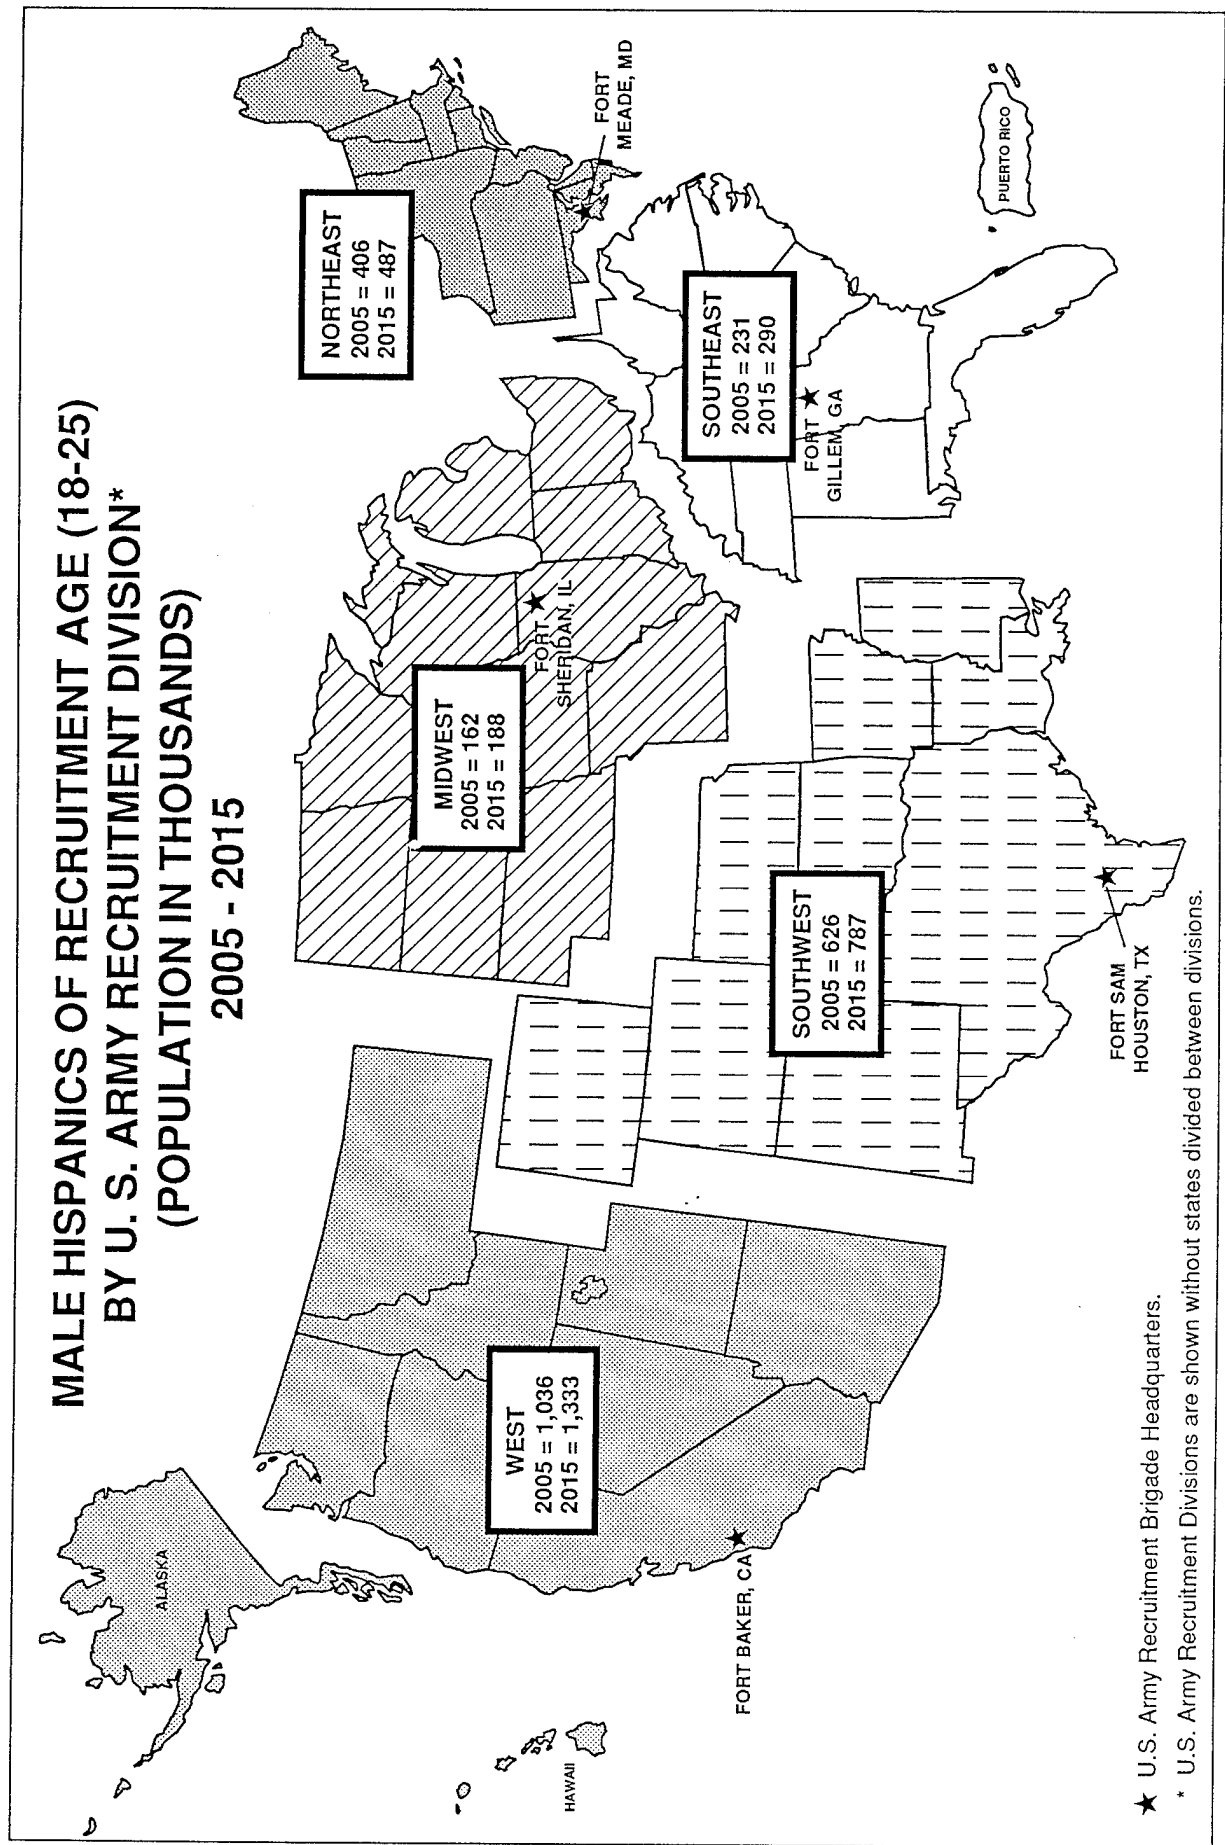 MALE HISPANICS OF RECRUITMENT AGE (18-25)
BY U. S. ARMY RECRUITMENT DIVISION*
(POPULATION IN THOUSANDS)
2005 - 2015
ALASKA
HAWAII
WEST
2005 = 1,036
2015 = 1,333
FORT BAKER, CA
MIDWEST
2005 = 162
2015 = 188
FORT
SHERIDAN, IL
NORTHEAST
2005 = 406
2015 = 487
FORT
MEADE, MD
SOUTHWEST
2005 = 626
2015 = 787
FORT SAM
HOUSTON, TX
SOUTHEAST
2005 = 231
2015 = 290
FORT
GILLEM, GA
PUERTO RICO
★ U.S. Army Recruitment Brigade Headquarters.
* U.S. Army Recruitment Divisions are shown without states divided between divisions.